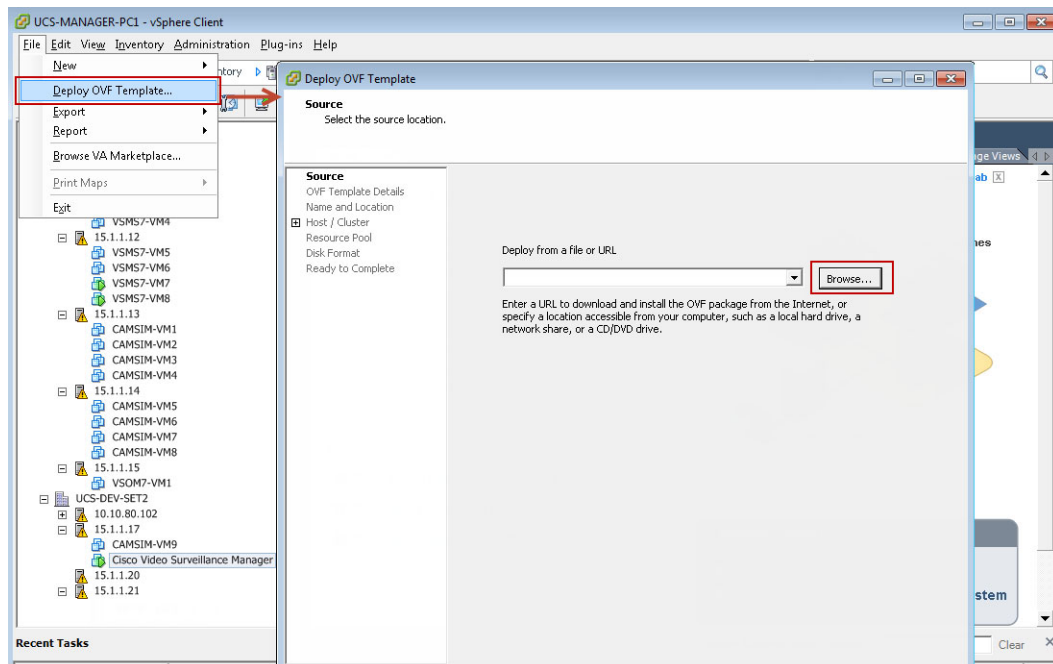 UCS-MANAGER-PC1 - vSphere Client
File Edit View Inventory Administration Plug-ins Help
New
Deploy OVF Template...
Export
Report
Browse VA Marketplace...
Print Maps
Exit
VSMS7-VM4
15.1.1.12
VSMS7-VM5
VSMS7-VM6
VSMS7-VM7
VSMS7-VM8
15.1.1.13
CAMSIM-VM1
CAMSIM-VM2
CAMSIM-VM3
CAMSIM-VM4
15.1.1.14
CAMSIM-VM5
CAMSIM-VM6
CAMSIM-VM7
CAMSIM-VM8
15.1.1.15
VSOM7-VM1
UCS-DEV-SET2
10.10.80.102
15.1.1.17
CAMSIM-VM9
Cisco Video Surveillance Manager
15.1.1.20
15.1.1.21
Recent Tasks
Deploy OVF Template
Source
Select the source location.
Source
OVF Template Details
Name and Location
Host / Cluster
Resource Pool
Disk Format
Ready to Complete
Deploy from a file or URL
Browse...
Enter a URL to download and install the OVF package from the Internet, or
specify a location accessible from your computer, such as a local hard drive, a
network share, or a CD/DVD drive.
Views
Clear